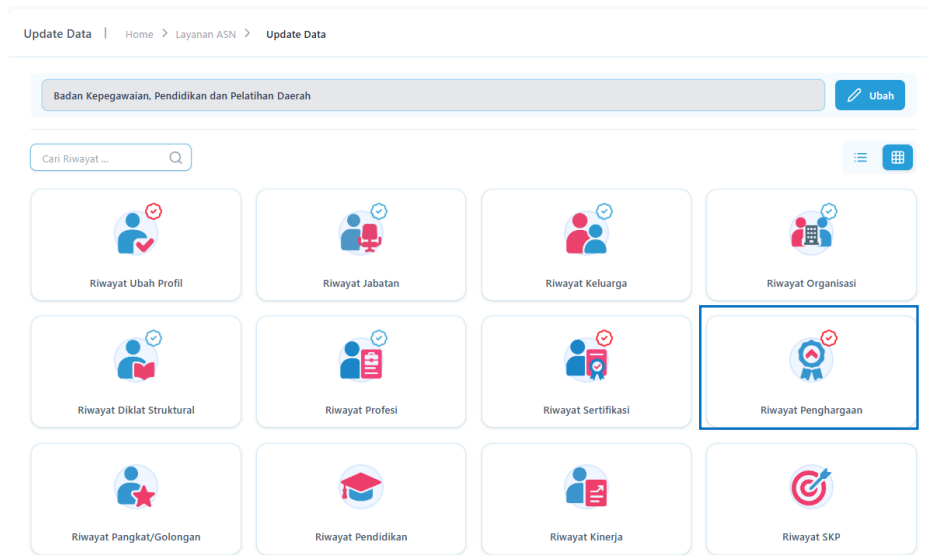 Update Data | Home > Layanan ASN > Update Data
Badan Kepegawaian, Pendidikan dan Pelatihan Daerah
Ubah
Cari Riwayat ...
Riwayat Ubah Profil
Riwayat Jabatan
Riwayat Keluarga
Riwayat Organisasi
Riwayat Diklat Struktural
Riwayat Profesi
Riwayat Sertifikasi
Riwayat Penghargaan
Riwayat Pangkat/Golongan
Riwayat Pendidikan
Riwayat Kinerja
Riwayat SKP